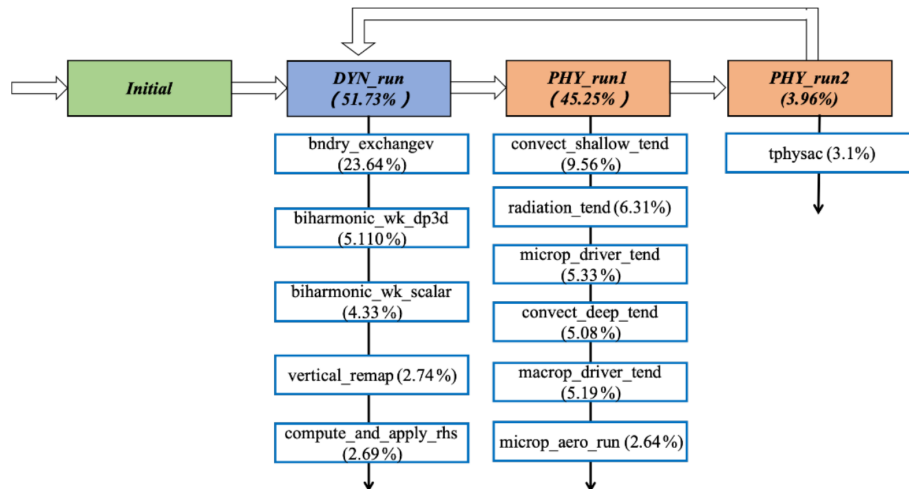 Initial
DYN_run
( 51.73% )
PHY_run1
( 45.25% )
PHY_run2
(3.96%)
bndry_exchangev
(23.64%)
biharmonic_wk_dp3d
(5.110%)
biharmonic_wk_scalar
(4.33%)
vertical_remap (2.74%)
compute_and_apply_rhs
(2.69%)
convect_shallow_tend
(9.56%)
radiation_tend (6.31%)
microp_driver_tend
(5.33%)
convect_deep_tend
(5.08%)
macrop_driver_tend
(5.19%)
microp_aero_run (2.64%)
tphysac (3.1%)